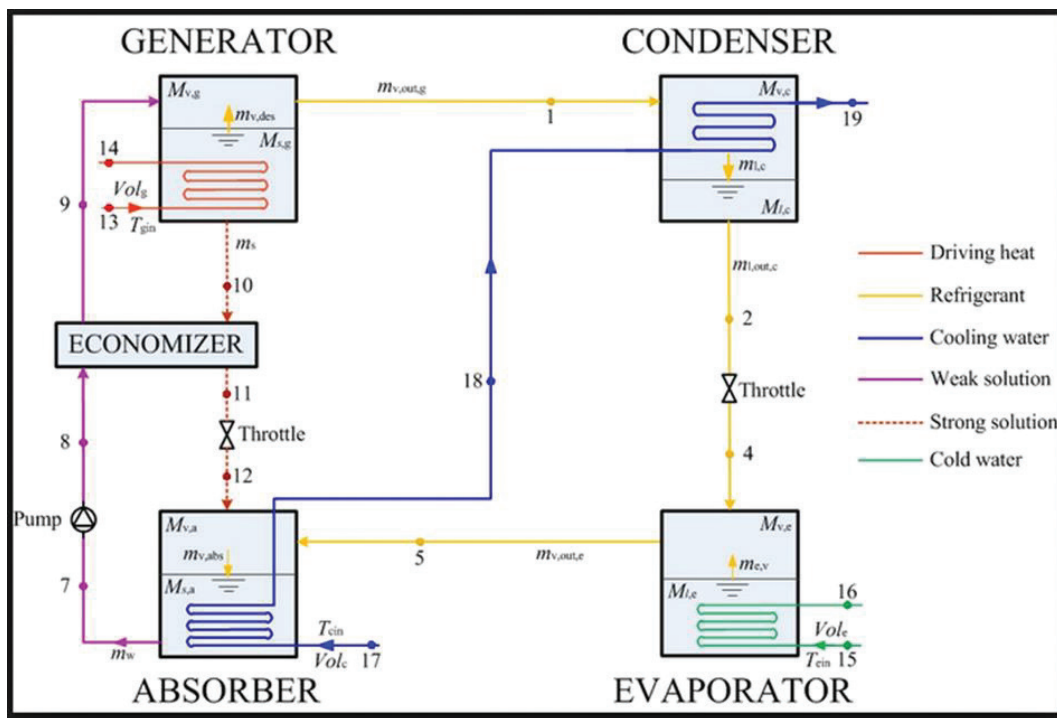 GENERATOR
CONDENSER
Mv,g
mv,out,g
Mv,c
mv,des
1
19
Ms,g
14
ml,c
Volg
9
Ml,c
13
Tgin
ms
Driving heat
ml,out,c
10
Refrigerant
2
ECONOMIZER
Cooling water
18
Weak solution
11
Throttle
Throttle
Strong solution
8
4
12
Cold water
Pump
Mv,a
Mv,e
mv,abs
5
mv,out,e
me,v
7
Ms,a
Ml,e
16
Tcin
Vole
mw
Volc
17
Tein
15
ABSORBER
EVAPORATOR